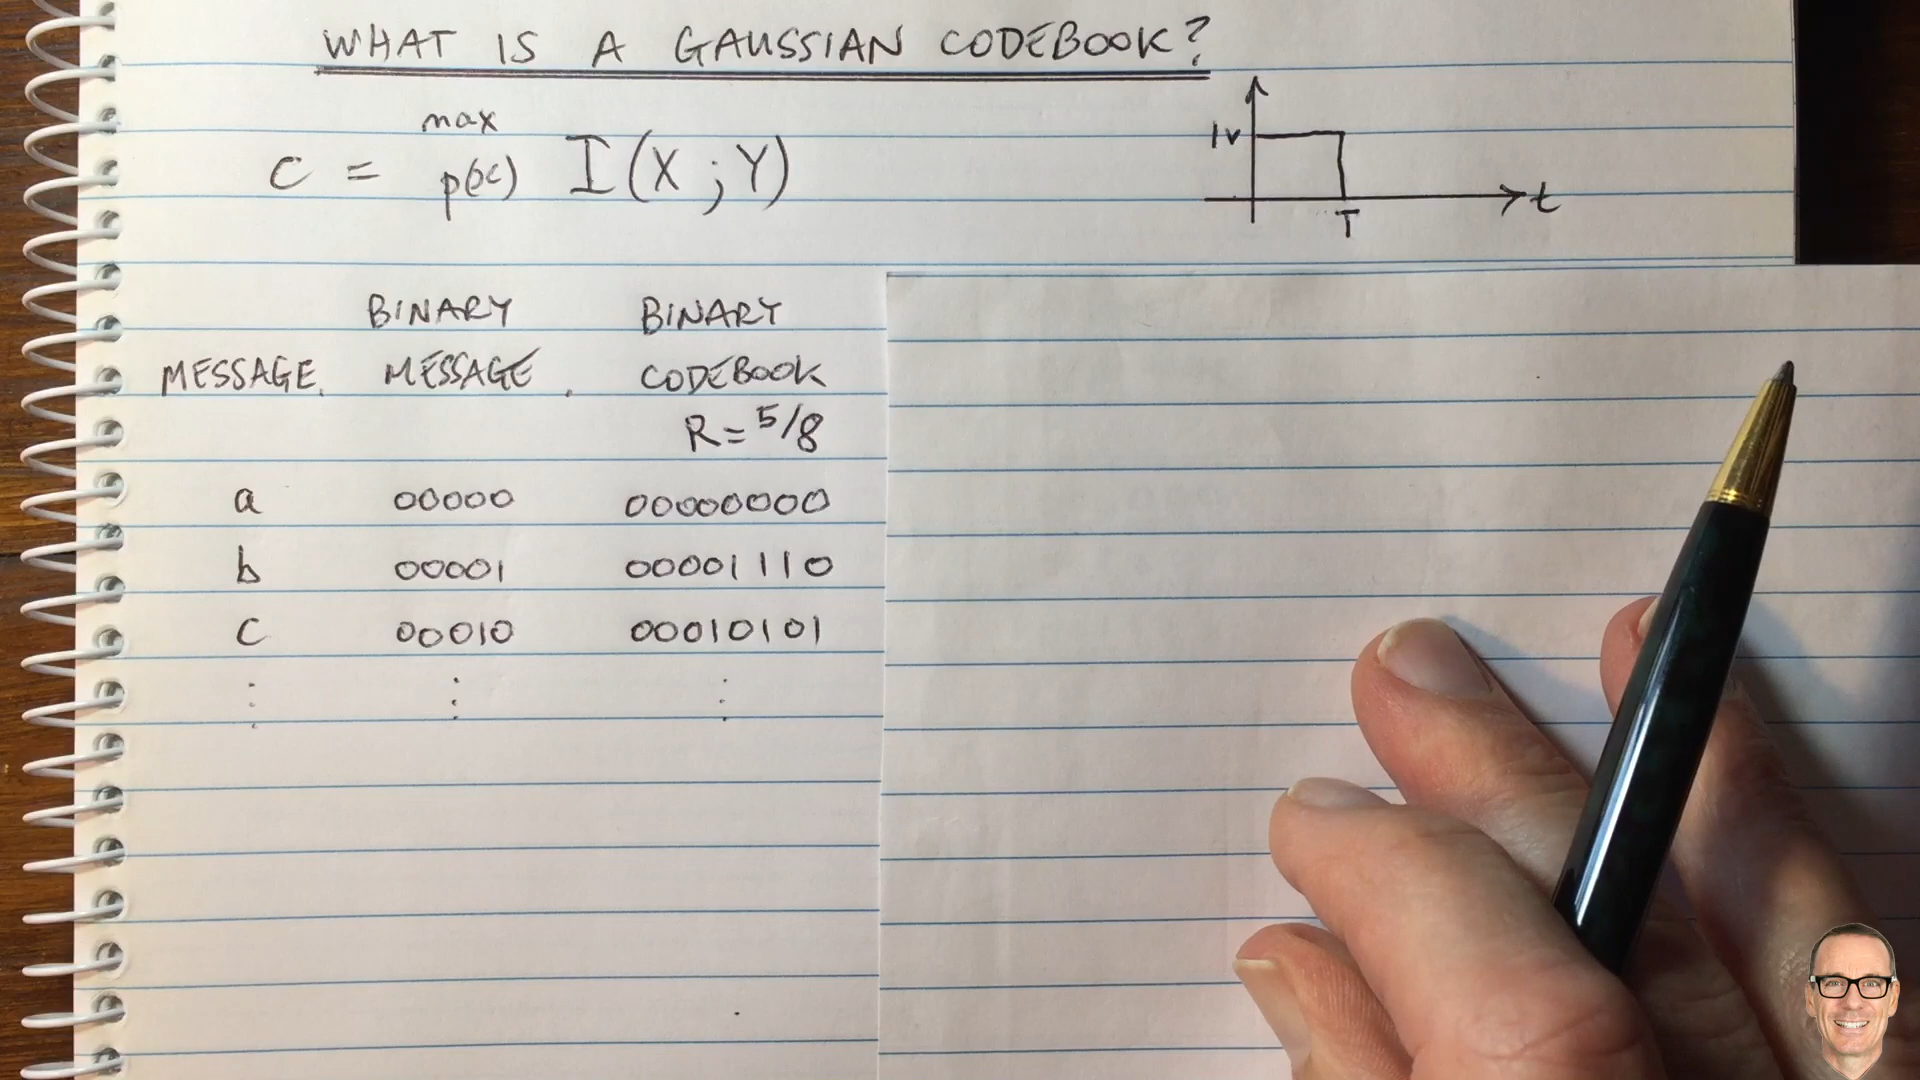 WHAT IS A GAUSSIAN CODEBOOK?
max
C = p(x) I(X;Y)
1v
t
T
BINARY BINARY
MESSAGE MESSAGE CODEBOOK
R = 5/8
a 00000 00000000
b 00001 00001110
c 00010 00010101